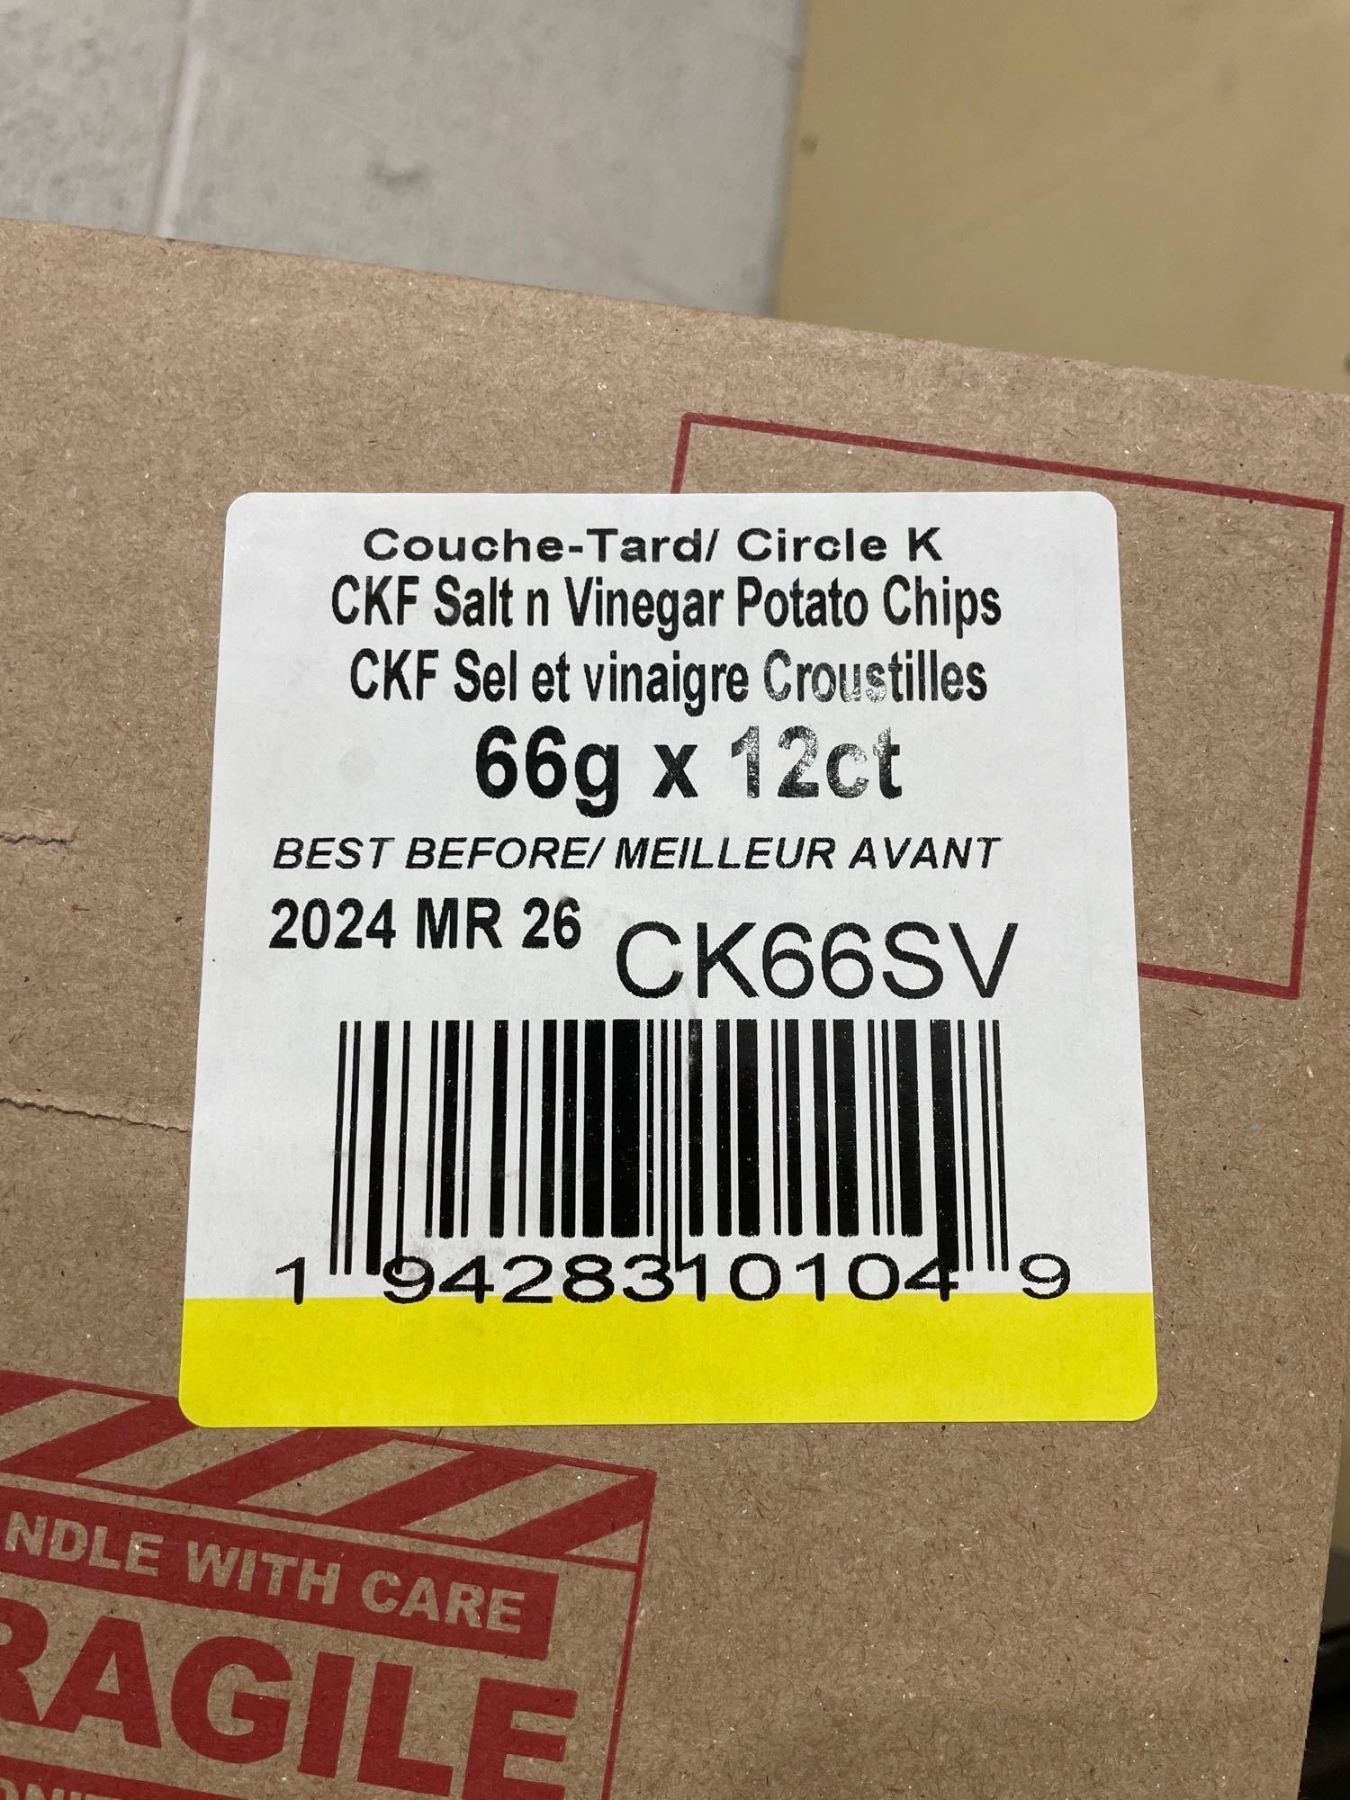 Couche-Tard/ Circle K
CKF Salt n Vinegar Potato Chips
CKF Sel et vinaigre Croustilles
66g x 12ct
BEST BEFORE/ MEILLEUR AVANT
2024 MR 26
CK66SV
1 9428310104 9
NDLE WITH CARE
RAGILE